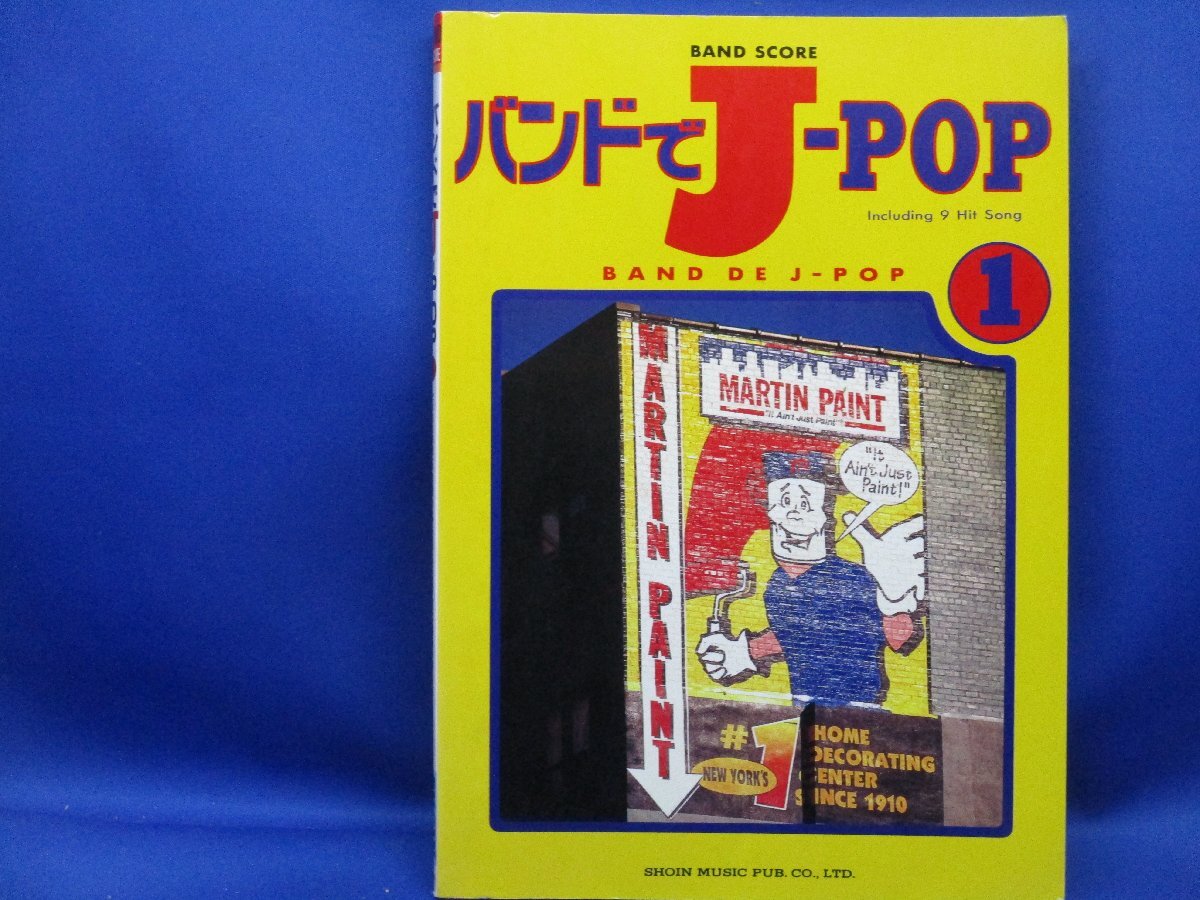 BAND SCORE
バンドでJ-POP
Including 9 Hit Song
BAND DE J-POP
1
MARTIN PAINT
MARTIN PAINT
"It Ain't Just Paint"
"It
Ain't Just
Paint!"
#1
NEW YORK'S
HOME
DECORATING
CENTER
SINCE 1910
SHOIN MUSIC PUB. CO., LTD.